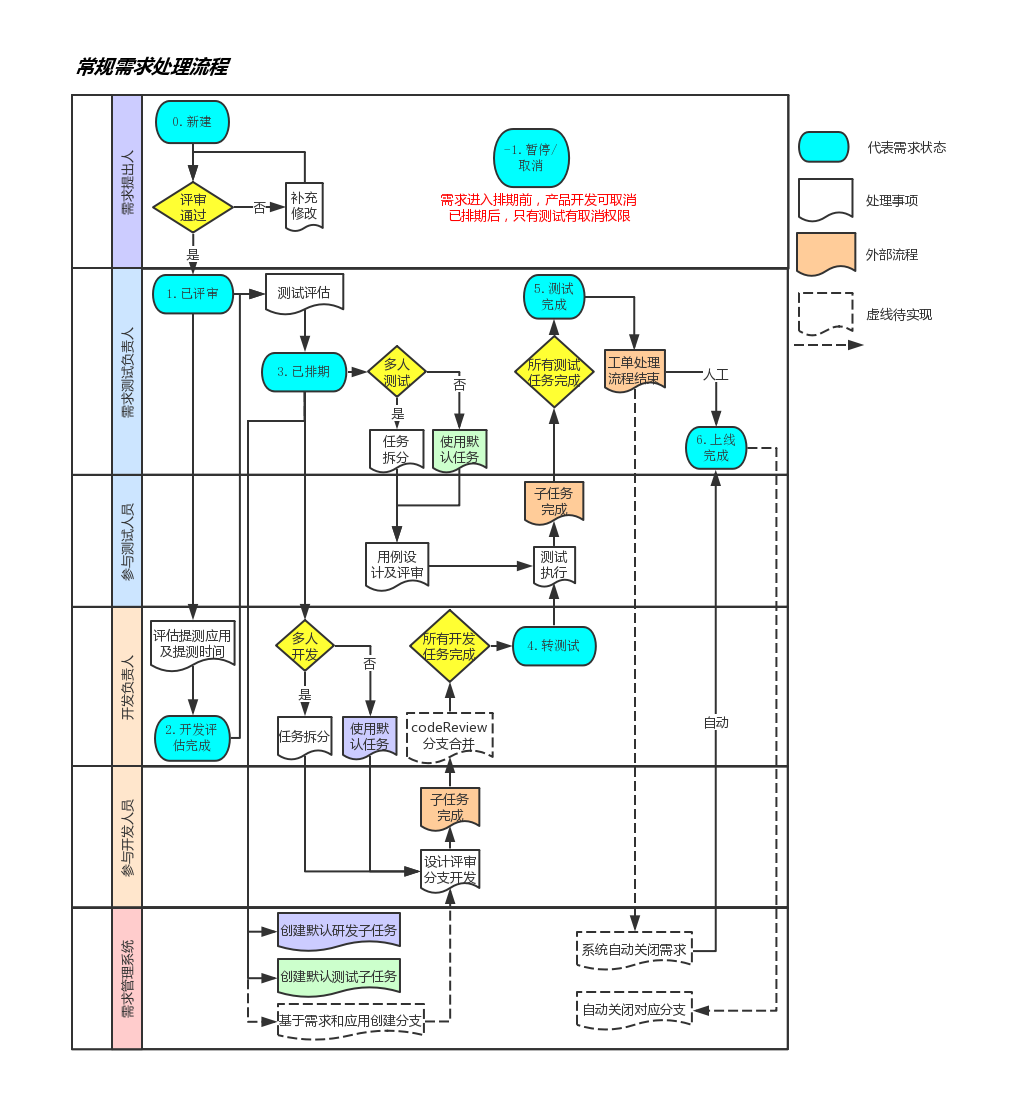 常规需求处理流程
需求提出人
0.新建
评审
通过
否
补充
修改
是
-1.暂停/
取消
需求进入排期前，产品开发可取消
已排期后，只有测试有取消权限
代表需求状态
处理事项
外部流程
虚线待实现
需求测试负责人
1.已评审
测试评估
3.已排期
多人
测试
否
是
任务
拆分
使用默
认任务
5.测试
完成
所有测试
任务完成
工单处理
流程结束
人工
6.上线
完成
参与测试人员
用例设
计及评审
子任务
完成
测试
执行
开发负责人
评估提测应用
及提测时间
2.开发评
估完成
多人
开发
否
是
任务拆分
使用默
认任务
所有开发
任务完成
4.转测试
codeReview
分支合并
自动
参与开发人员
子任务
完成
设计评审
分支开发
需求管理系统
创建默认研发子任务
创建默认测试子任务
基于需求和应用创建分支
系统自动关闭需求
自动关闭对应分支